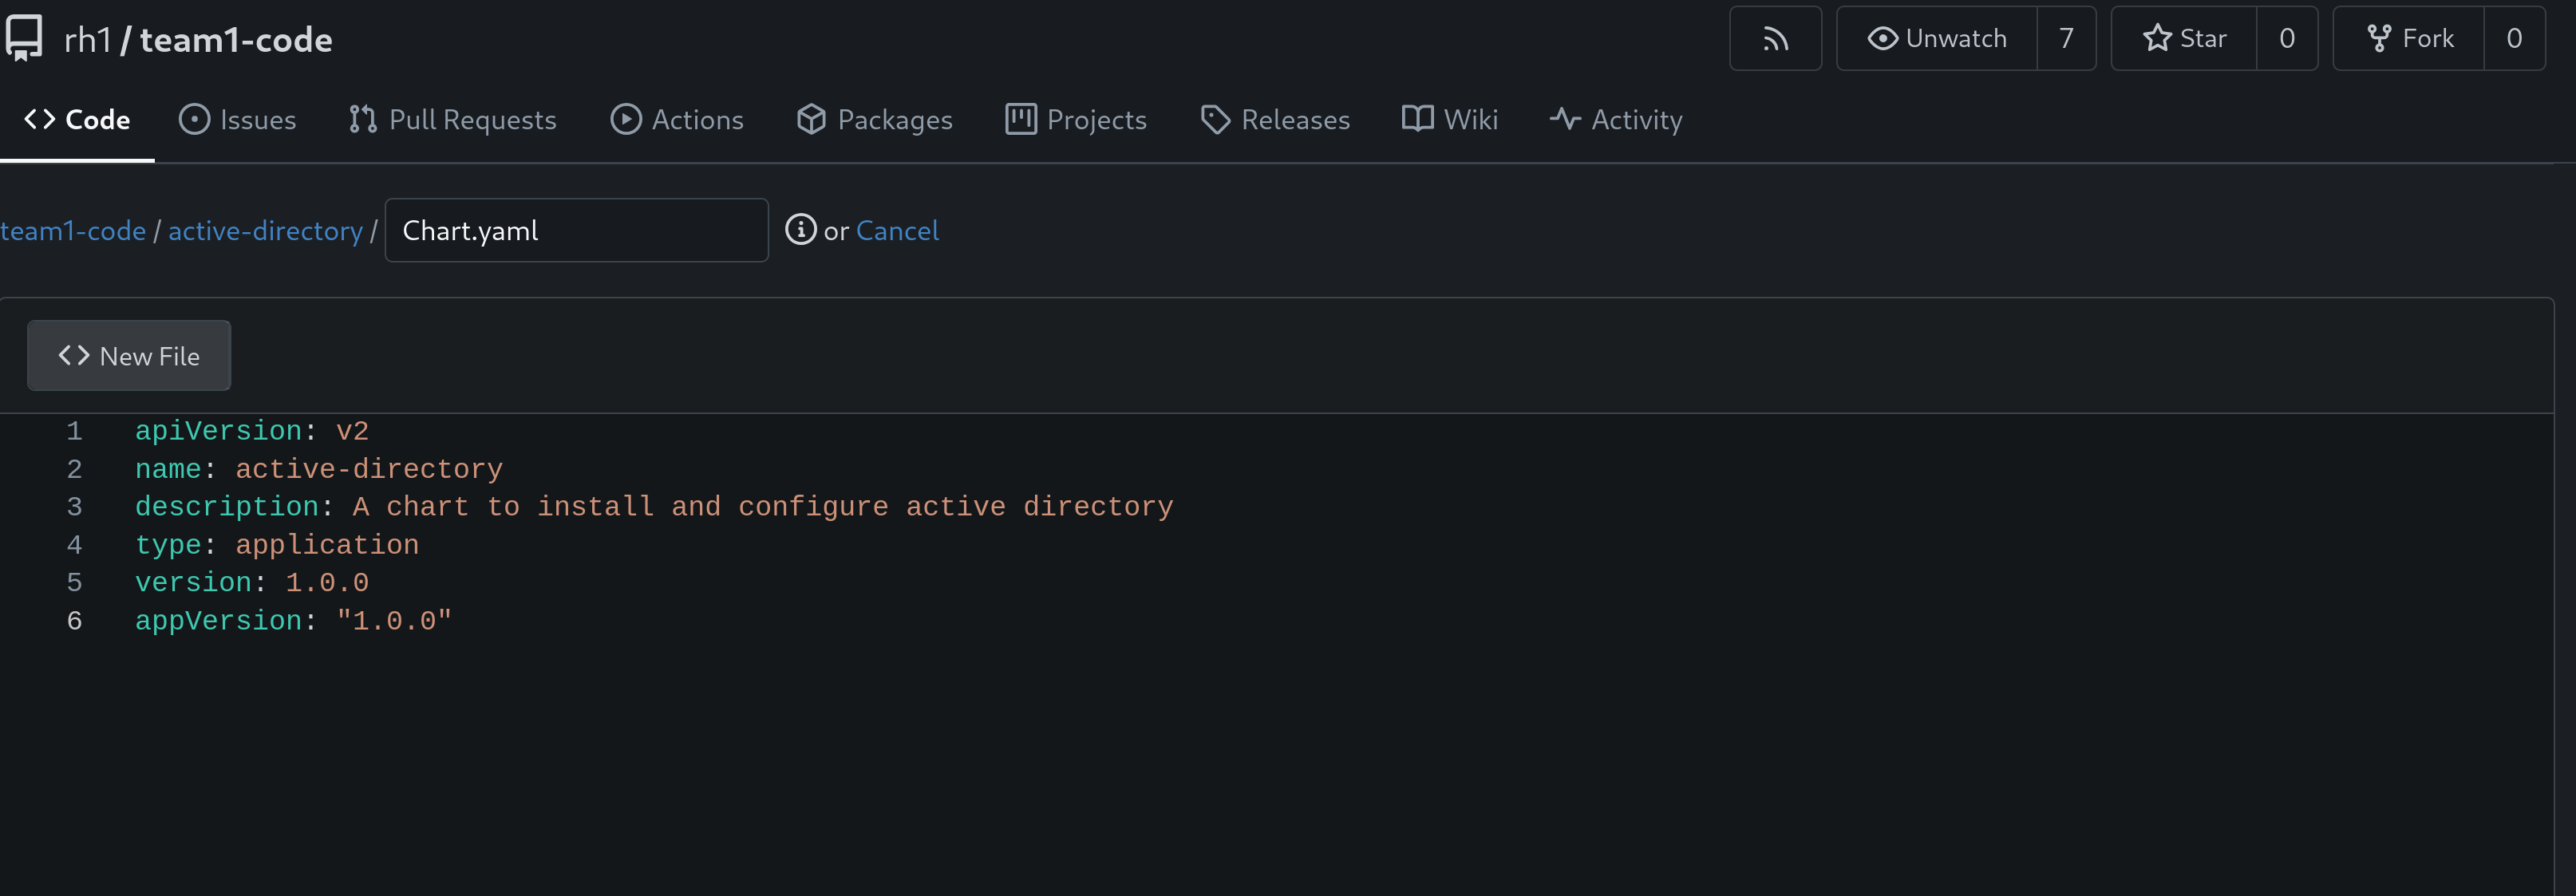 rh1 / team1-code
Unwatch 7 Star 0 Fork 0
Code Issues Pull Requests Actions Packages Projects Releases Wiki Activity
team1-code / active-directory / Chart.yaml or Cancel
New File
1 apiVersion: v2
2 name: active-directory
3 description: A chart to install and configure active directory
4 type: application
5 version: 1.0.0
6 appVersion: "1.0.0"